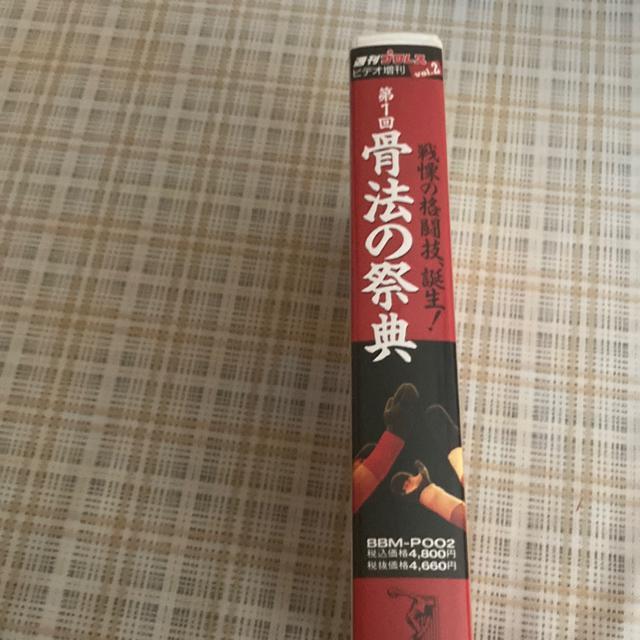 週刊プロレス
ビデオ増刊 vol.2
第1回
骨法の祭典
戦慄の格闘技、誕生!
BBM-P002
税込価格4,800円
税抜価格4,660円